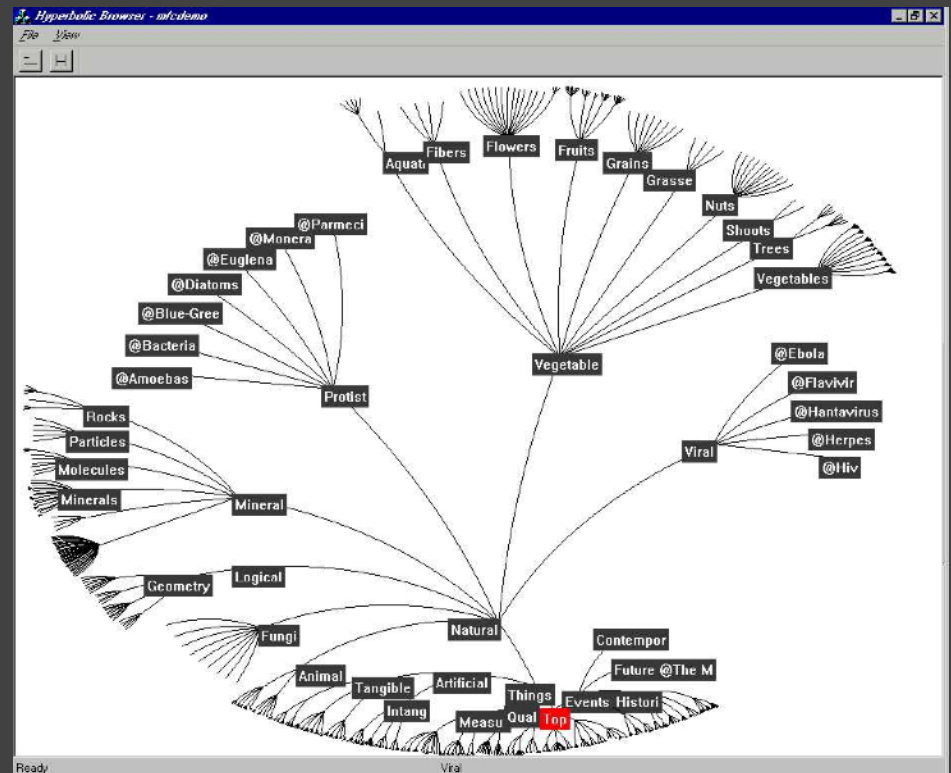 Hyperbolic Browser - mfcdemo
File View
Aquati
Fibers
Flowers
Fruits
Grains
Grasse
Nuts
Shoots
Trees
Vegetables
@Parmeci
@Monera
@Euglena
@Diatoms
@Blue-Gree
@Bacteria
@Amoebas
Protist
Vegetable
@Ebola
@Flavivir
@Hantavirus
@Herpes
@Hiv
Viral
Rocks
Particles
Molecules
Minerals
Mineral
Geometry
Logical
Fungi
Natural
Contempor
Future @The M
Animal
Tangible
Artificial
Things
Events Histori
Intang
Measu
Qual
Top
Ready
Viral